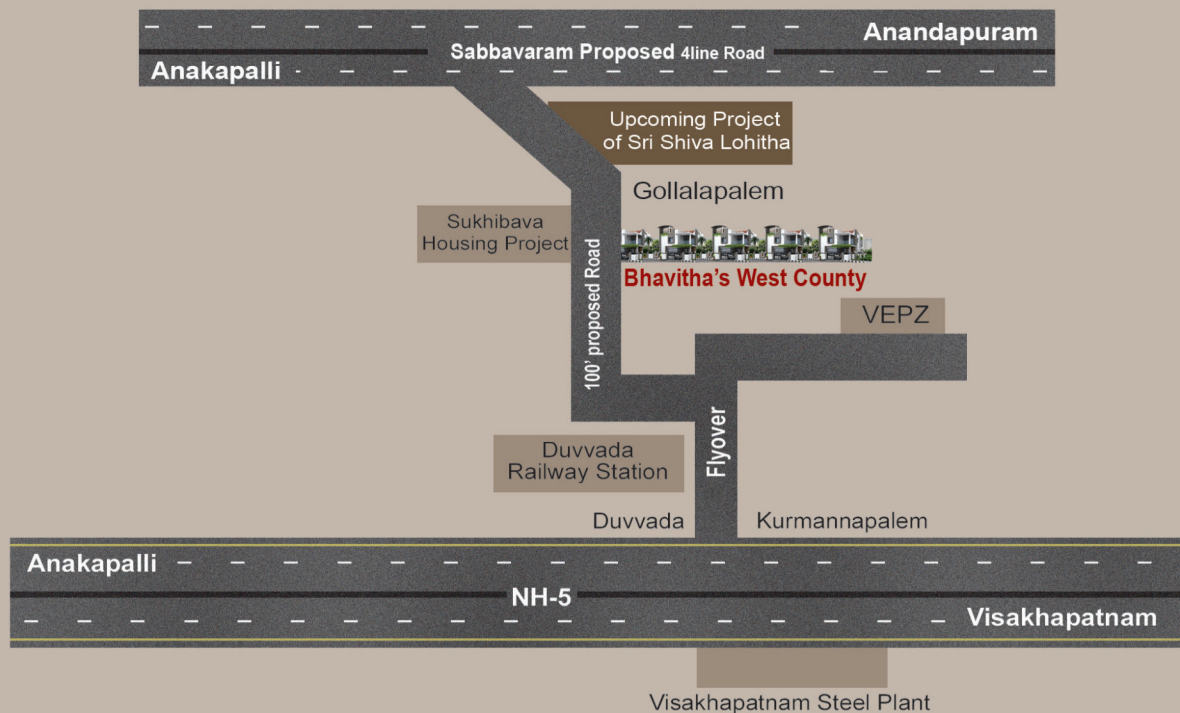 Anandapuram
Sabbavaram Proposed 4line Road
Anakapalli
Upcoming Project
of Sri Shiva Lohitha
Gollalapalem
Sukhibava
Housing Project
100' proposed Road
Bhavitha's West County
VEPZ
Flyover
Duvvada
Railway Station
Duvvada
Kurmannapalem
Anakapalli
NH-5
Visakhapatnam
Visakhapatnam Steel Plant